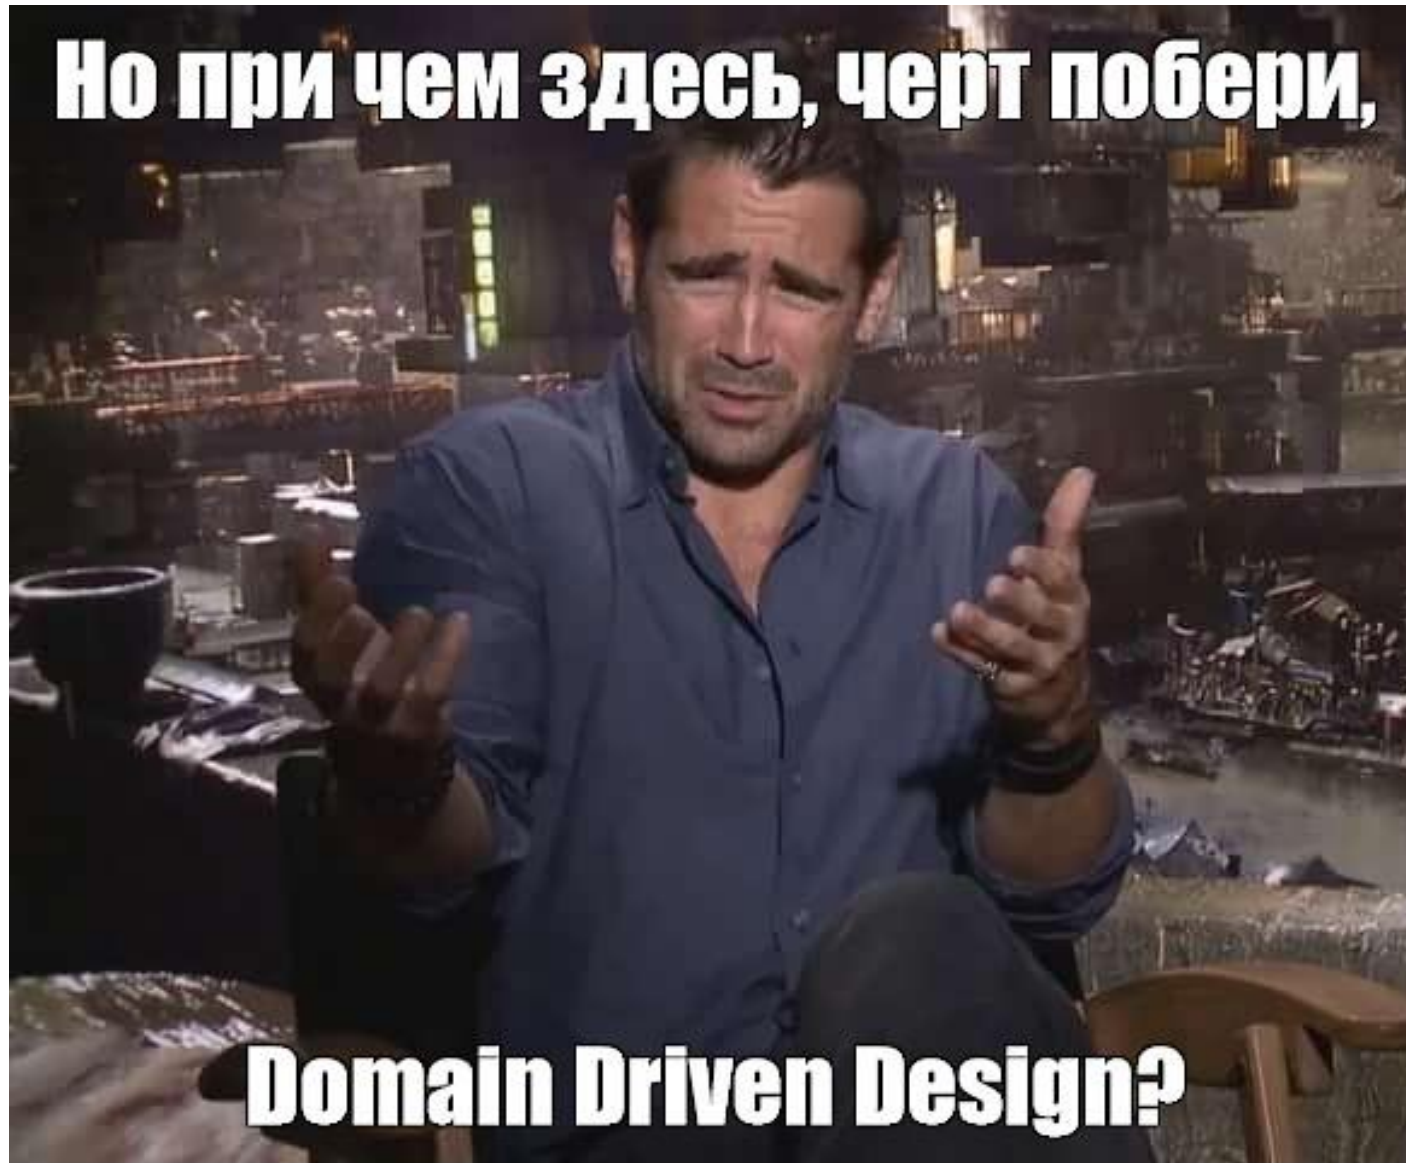 Но при чем здесь, черт побери,
Domain Driven Design?